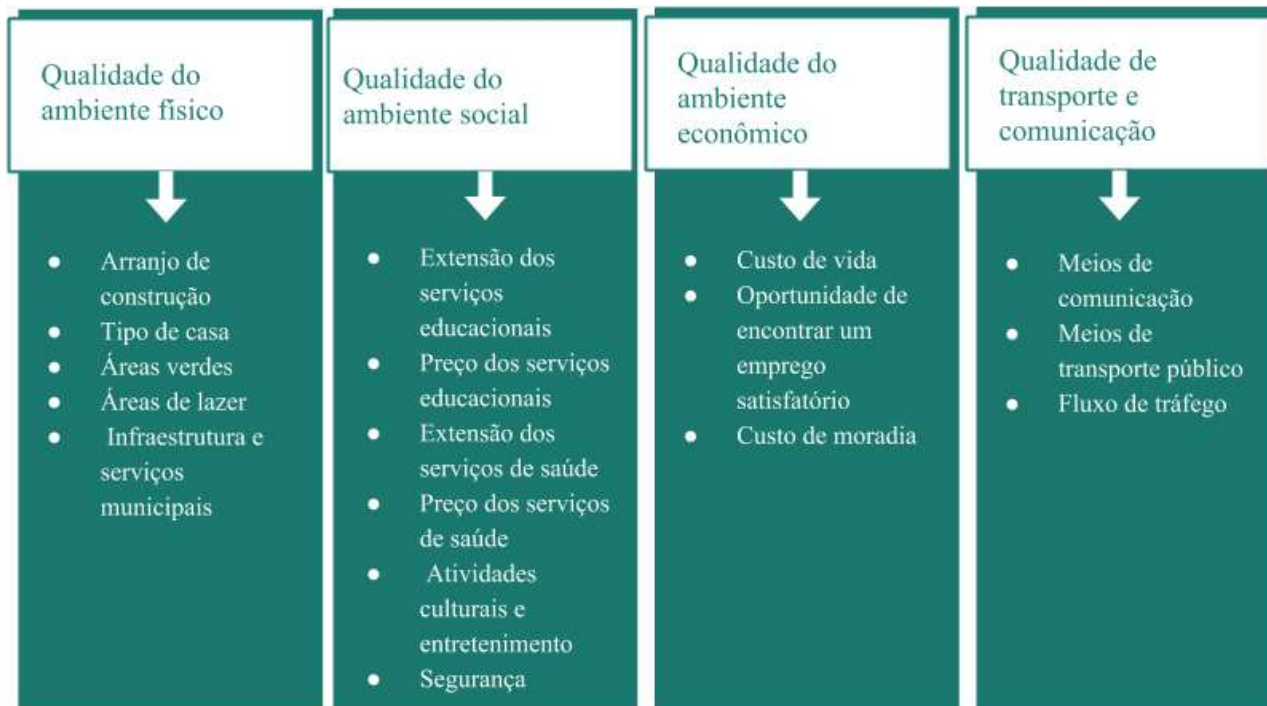 Qualidade do
ambiente físico
● Arranjo de
construção
● Tipo de casa
● Áreas verdes
● Áreas de lazer
● Infraestrutura e
serviços
municipais
Qualidade do
ambiente social
● Extensão dos
serviços
educacionais
● Preço dos serviços
educacionais
● Extensão dos
serviços de saúde
● Preço dos serviços
de saúde
● Atividades
culturais e
entretenimento
● Segurança
Qualidade do
ambiente
econômico
● Custo de vida
● Oportunidade de
encontrar um
emprego
satisfatório
● Custo de moradia
Qualidade de
transporte e
comunicação
● Meios de
comunicação
● Meios de
transporte público
● Fluxo de tráfego